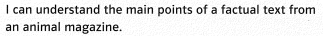 I can understand the main points of a factual text from
an animal magazine.